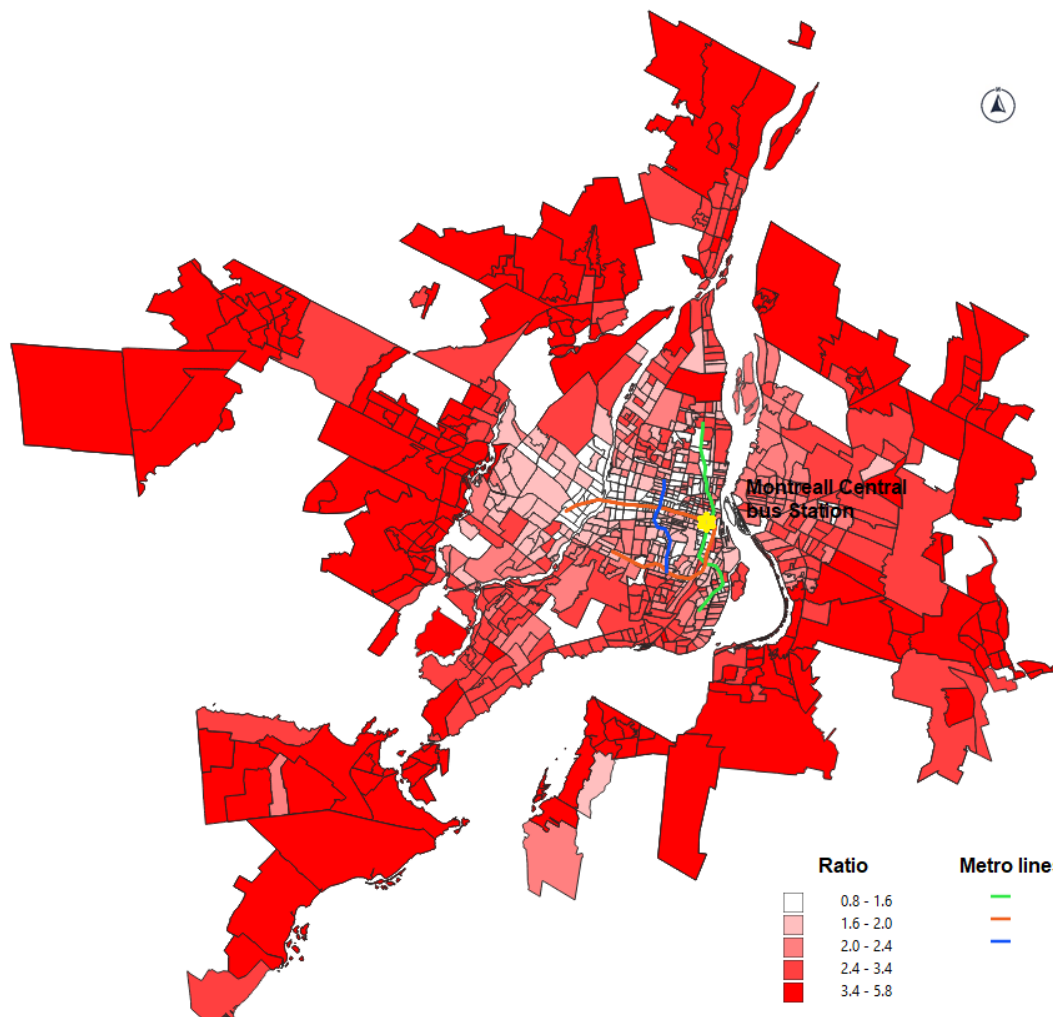 Montreall Central
bus Station
Ratio
0.8 - 1.6
1.6 - 2.0
2.0 - 2.4
2.4 - 3.4
3.4 - 5.8
Metro line